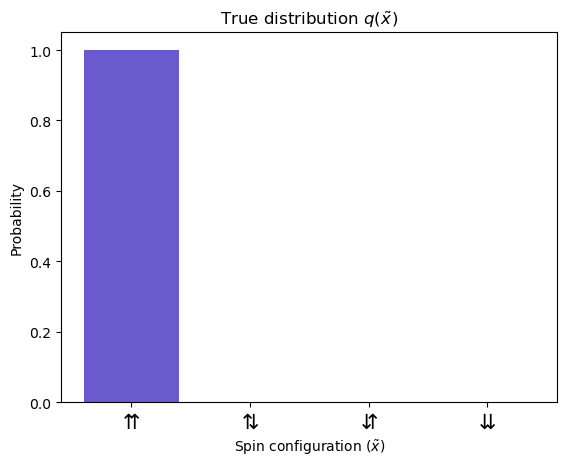 True distribution q(x̃)
Probability
1.0
0.8
0.6
0.4
0.2
0.0
⇈ ⇅ ⇵ ⇊
Spin configuration (x̃)